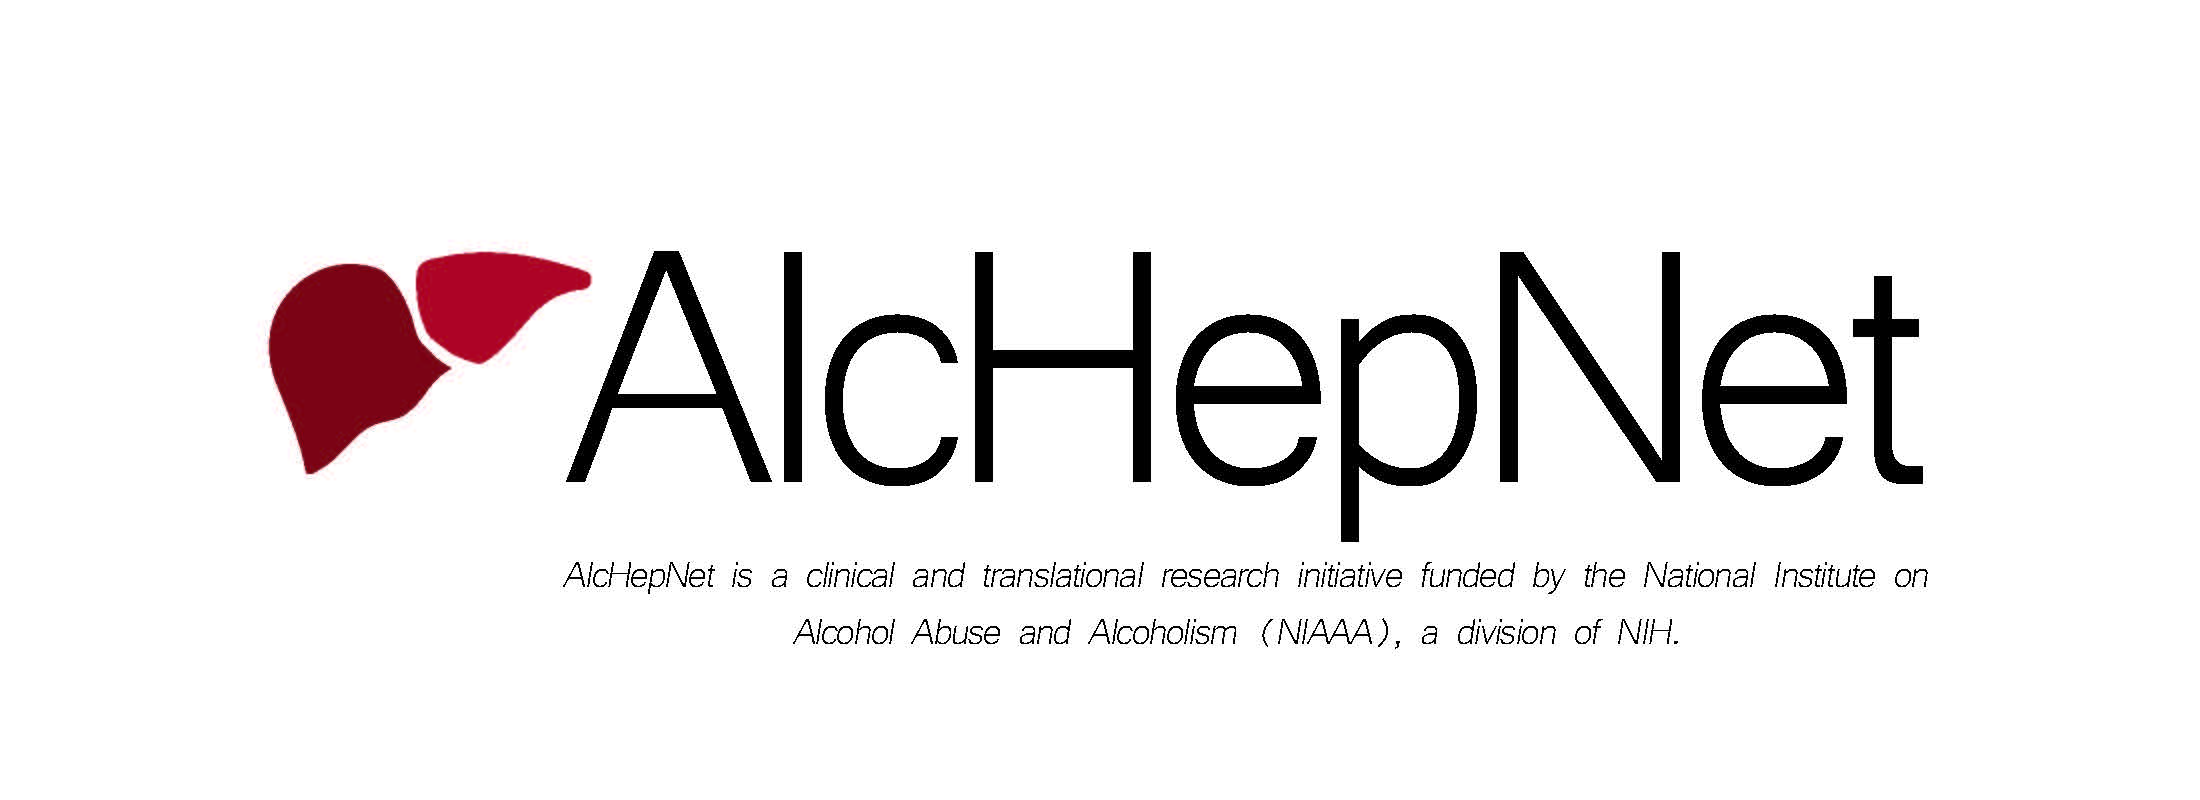 AlcHepNet
AlcHepNet is a clinical and translational research initiative funded by the National Institute on
Alcohol Abuse and Alcoholism (NIAAA), a division of NIH.